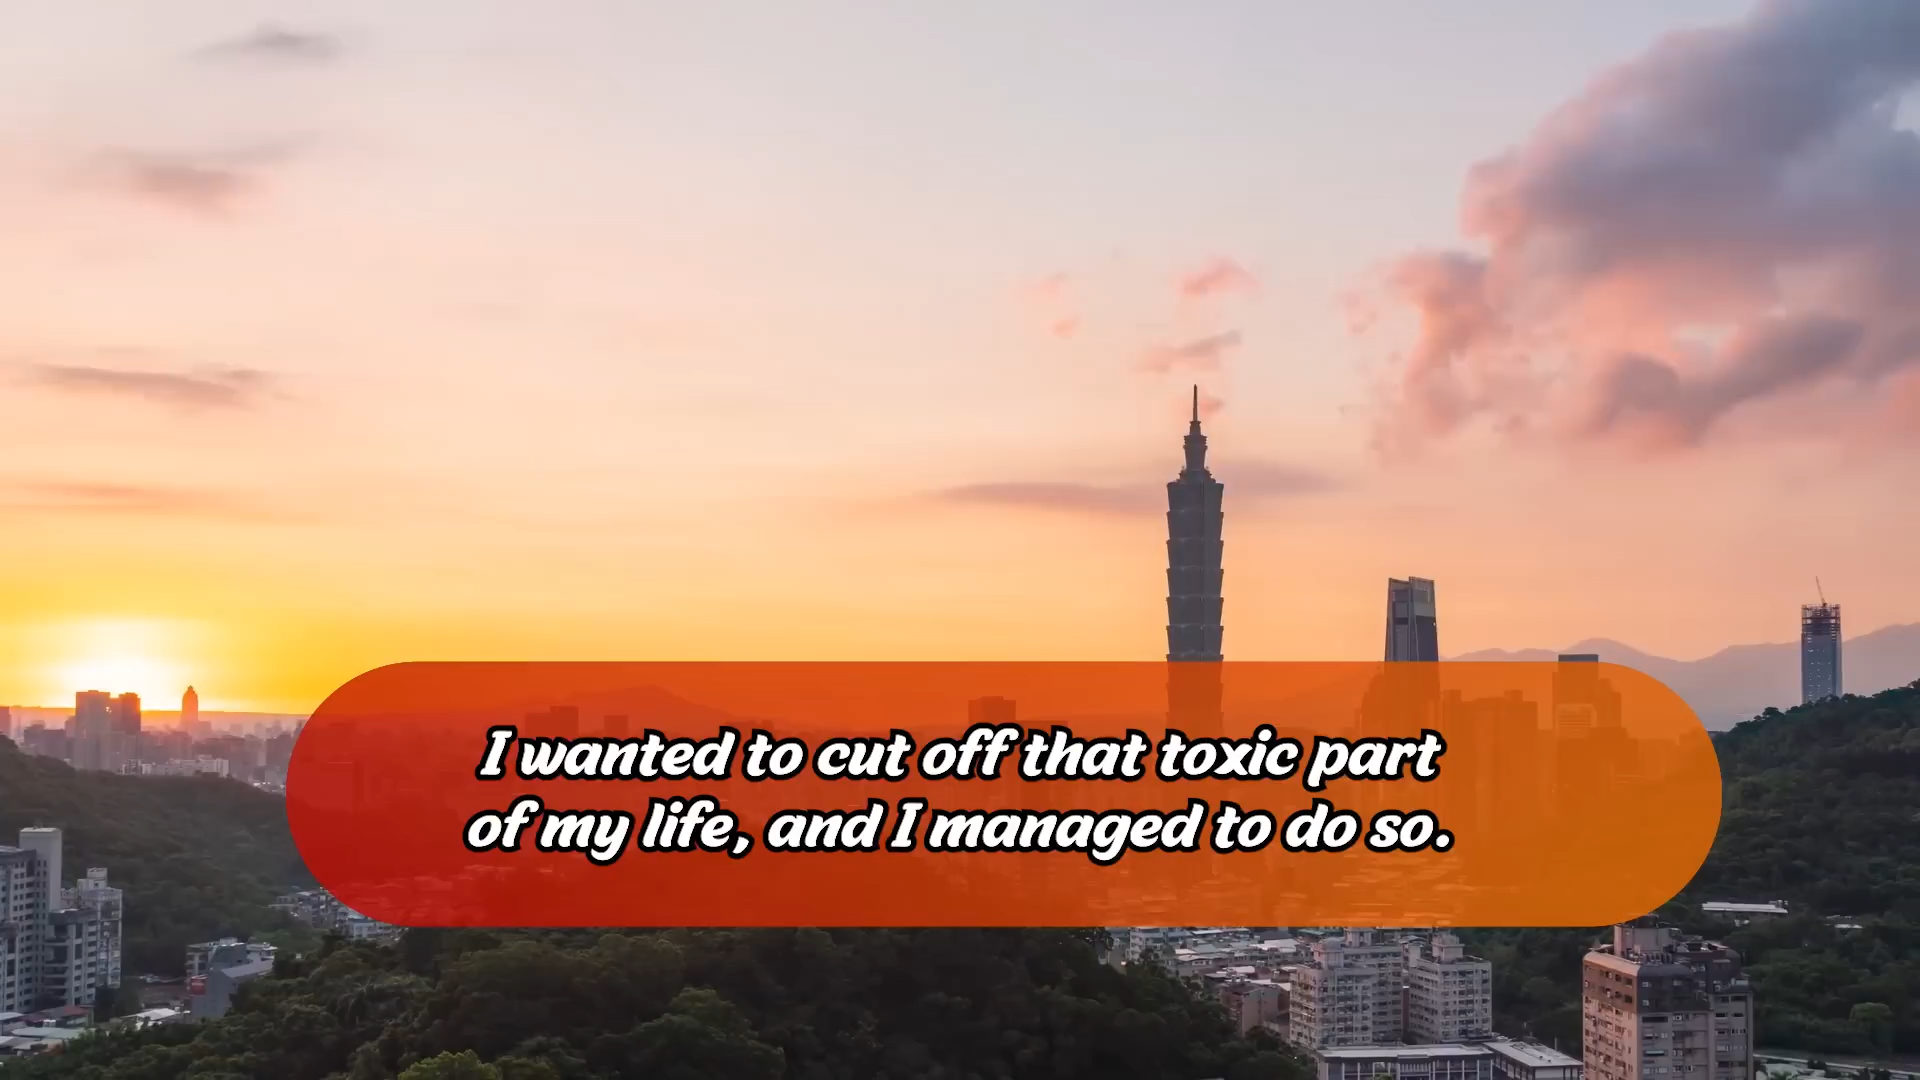 I wanted to cut off that toxic part
of my life, and I managed to do so.